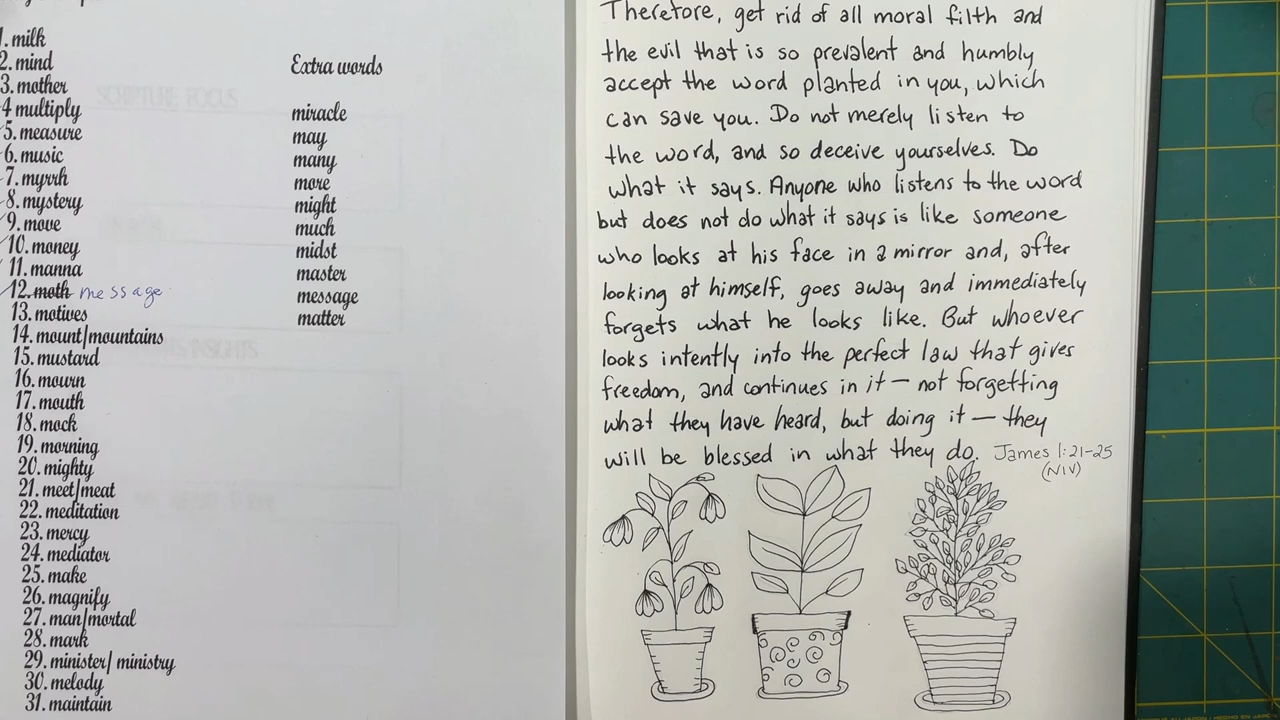 1. milk
2. mind
3. mother
4 multiply
5. measure
6. music
7. myrrh
8. mystery
9. move
10. money
11. manna
12. moth message
13. motives
14. mount/mountains
15. mustard
16. mourn
17. mouth
18. mock
19. morning
20. mighty
21. meet/meat
22. meditation
23. mercy
24. mediator
25. make
26. magnify
27. man/mortal
28. mark
29. minister/ ministry
30. melody
31. maintain
Extra words
miracle
may
many
more
might
much
midst
master
message
matter
SCRIPTURE FOCUS
Therefore, get rid of all moral filth and
the evil that is so prevalent and humbly
accept the word planted in you, which
can save you. Do not merely listen to
the word, and so deceive yourselves. Do
what it says. Anyone who listens to the word
but does not do what it says is like someone
who looks at his face in a mirror and, after
looking at himself, goes away and immediately
forgets what he looks like. But whoever
looks intently into the perfect law that gives
freedom, and continues in it — not forgetting
what they have heard, but doing it — they
will be blessed in what they do. James 1:21-25
(NIV)